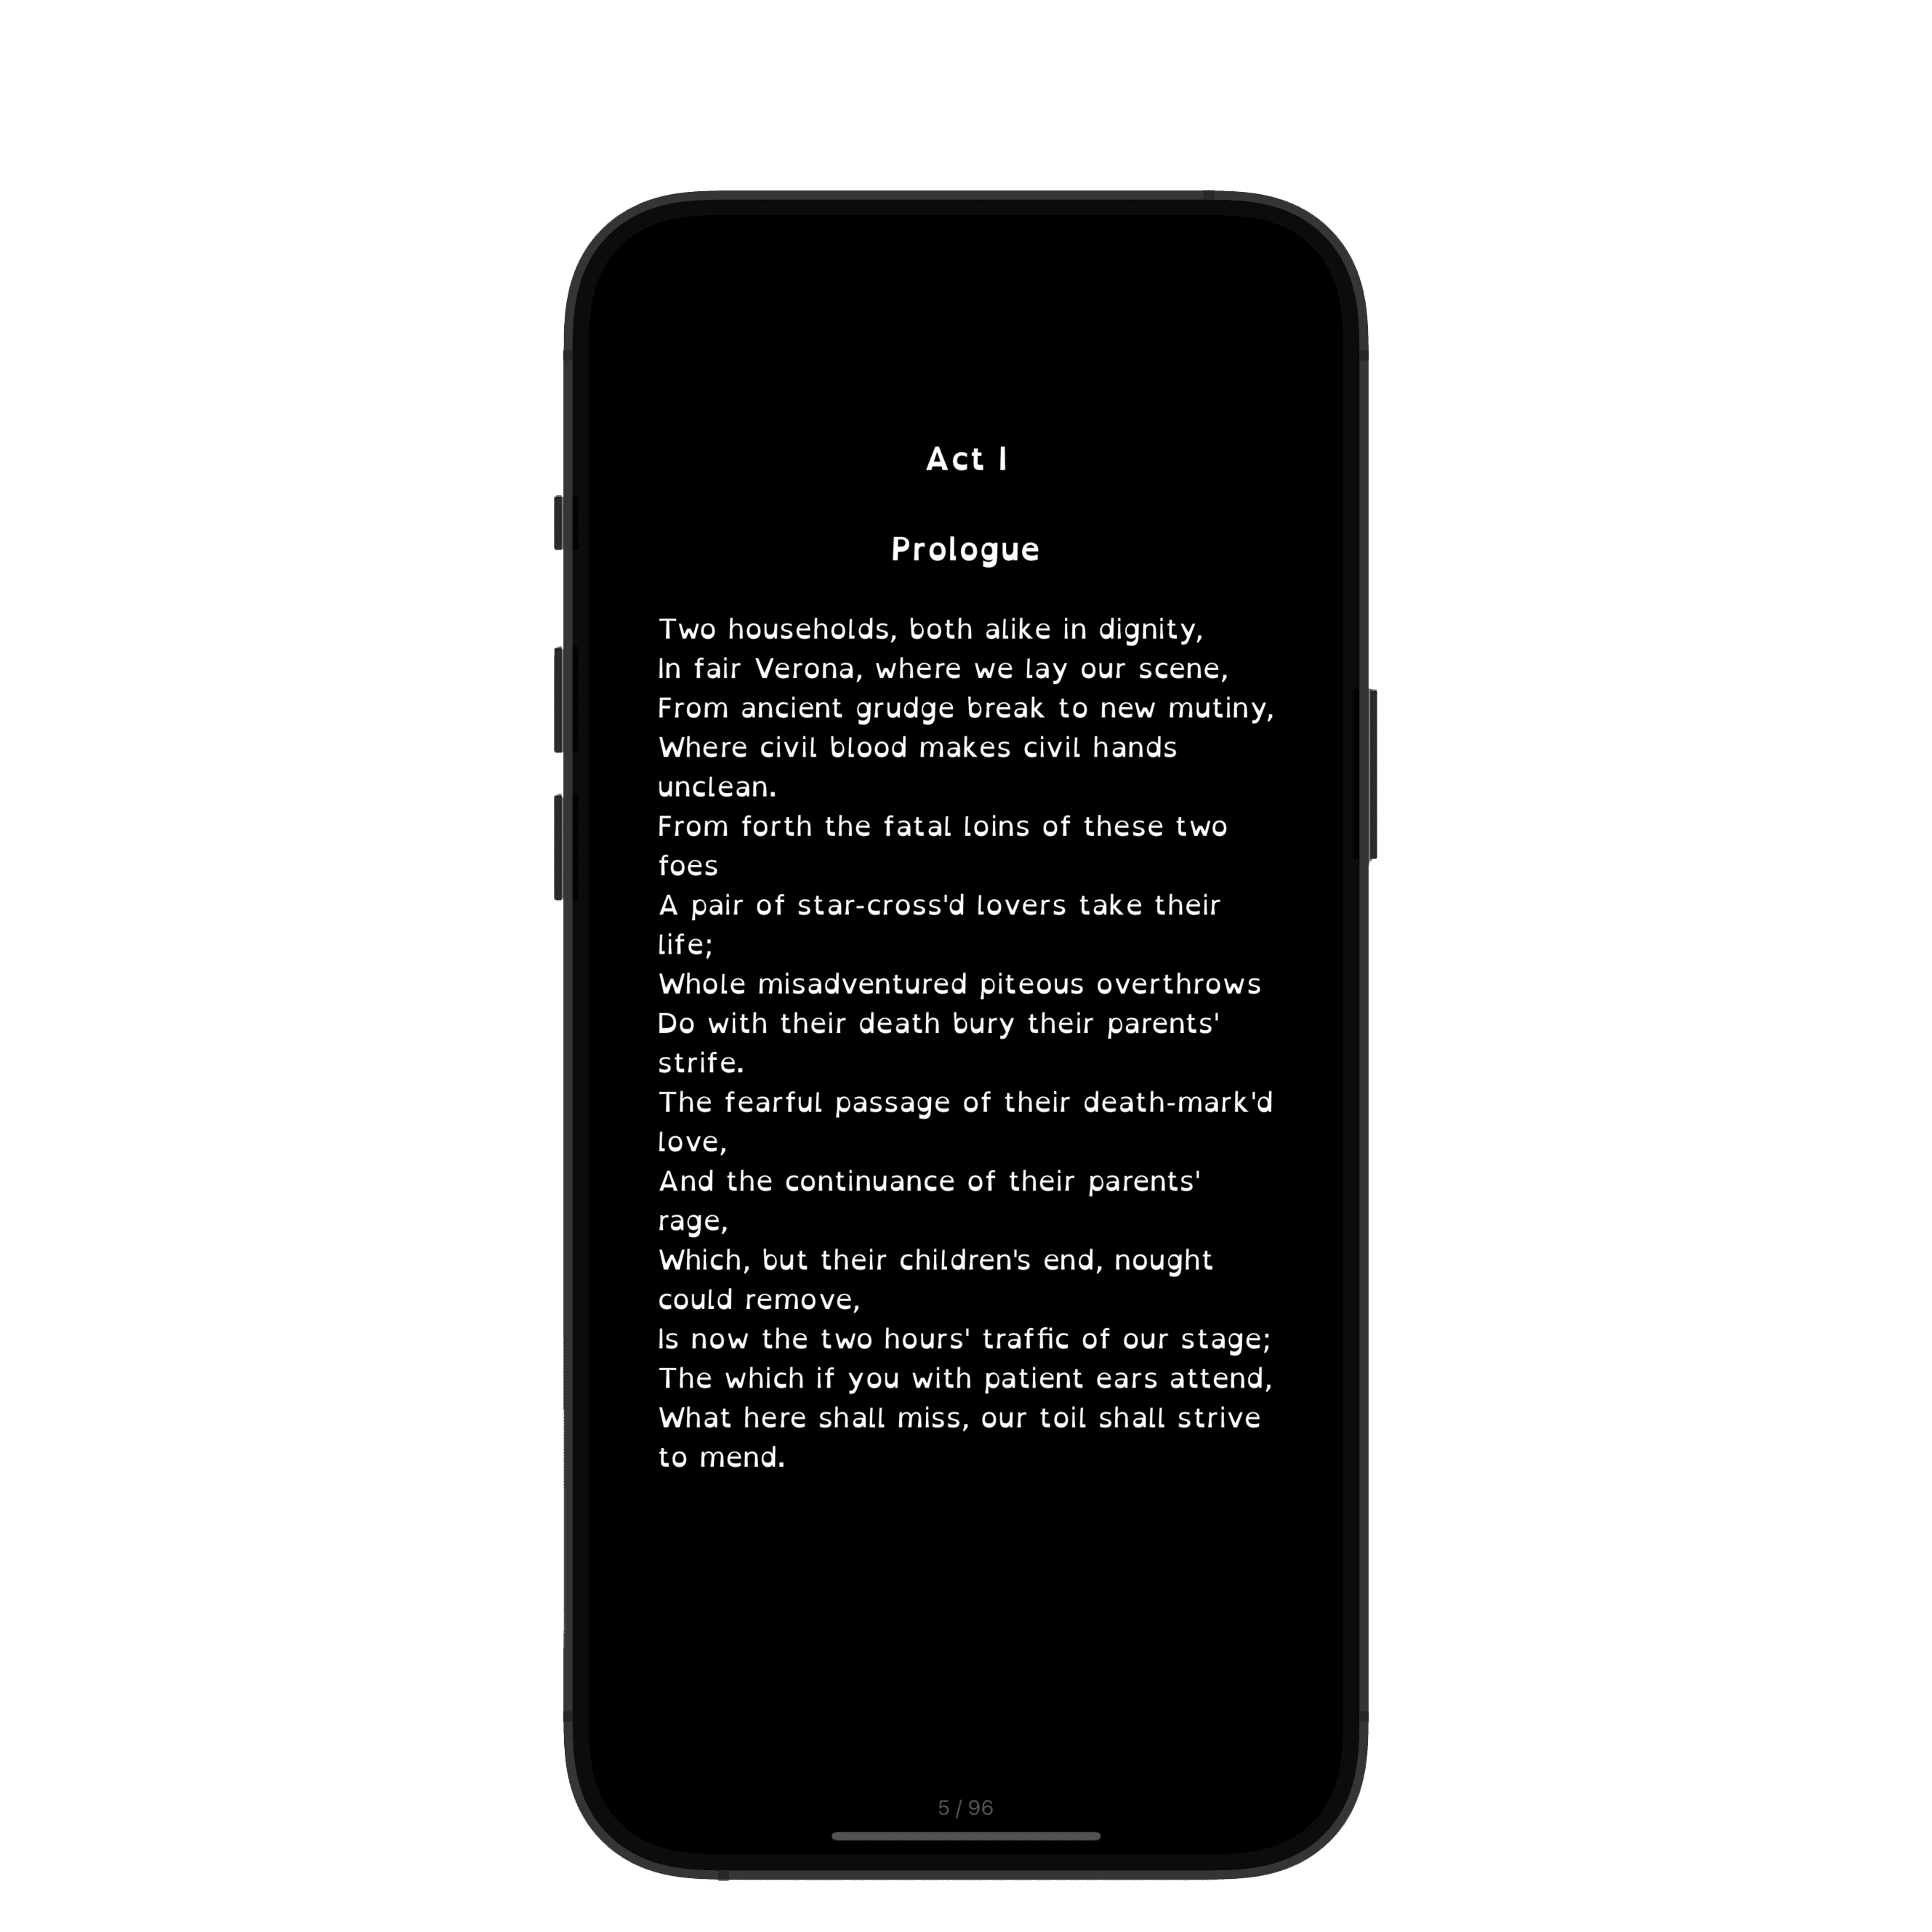 Act I
Prologue
Two households, both alike in dignity,
In fair Verona, where we lay our scene,
From ancient grudge break to new mutiny,
Where civil blood makes civil hands
unclean.
From forth the fatal loins of these two
foes
A pair of star-cross'd lovers take their
life;
Whole misadventured piteous overthrows
Do with their death bury their parents'
strife.
The fearful passage of their death-mark'd
love,
And the continuance of their parents'
rage,
Which, but their children's end, nought
could remove,
Is now the two hours' traffic of our stage;
The which if you with patient ears attend,
What here shall miss, our toil shall strive
to mend.
5 / 96